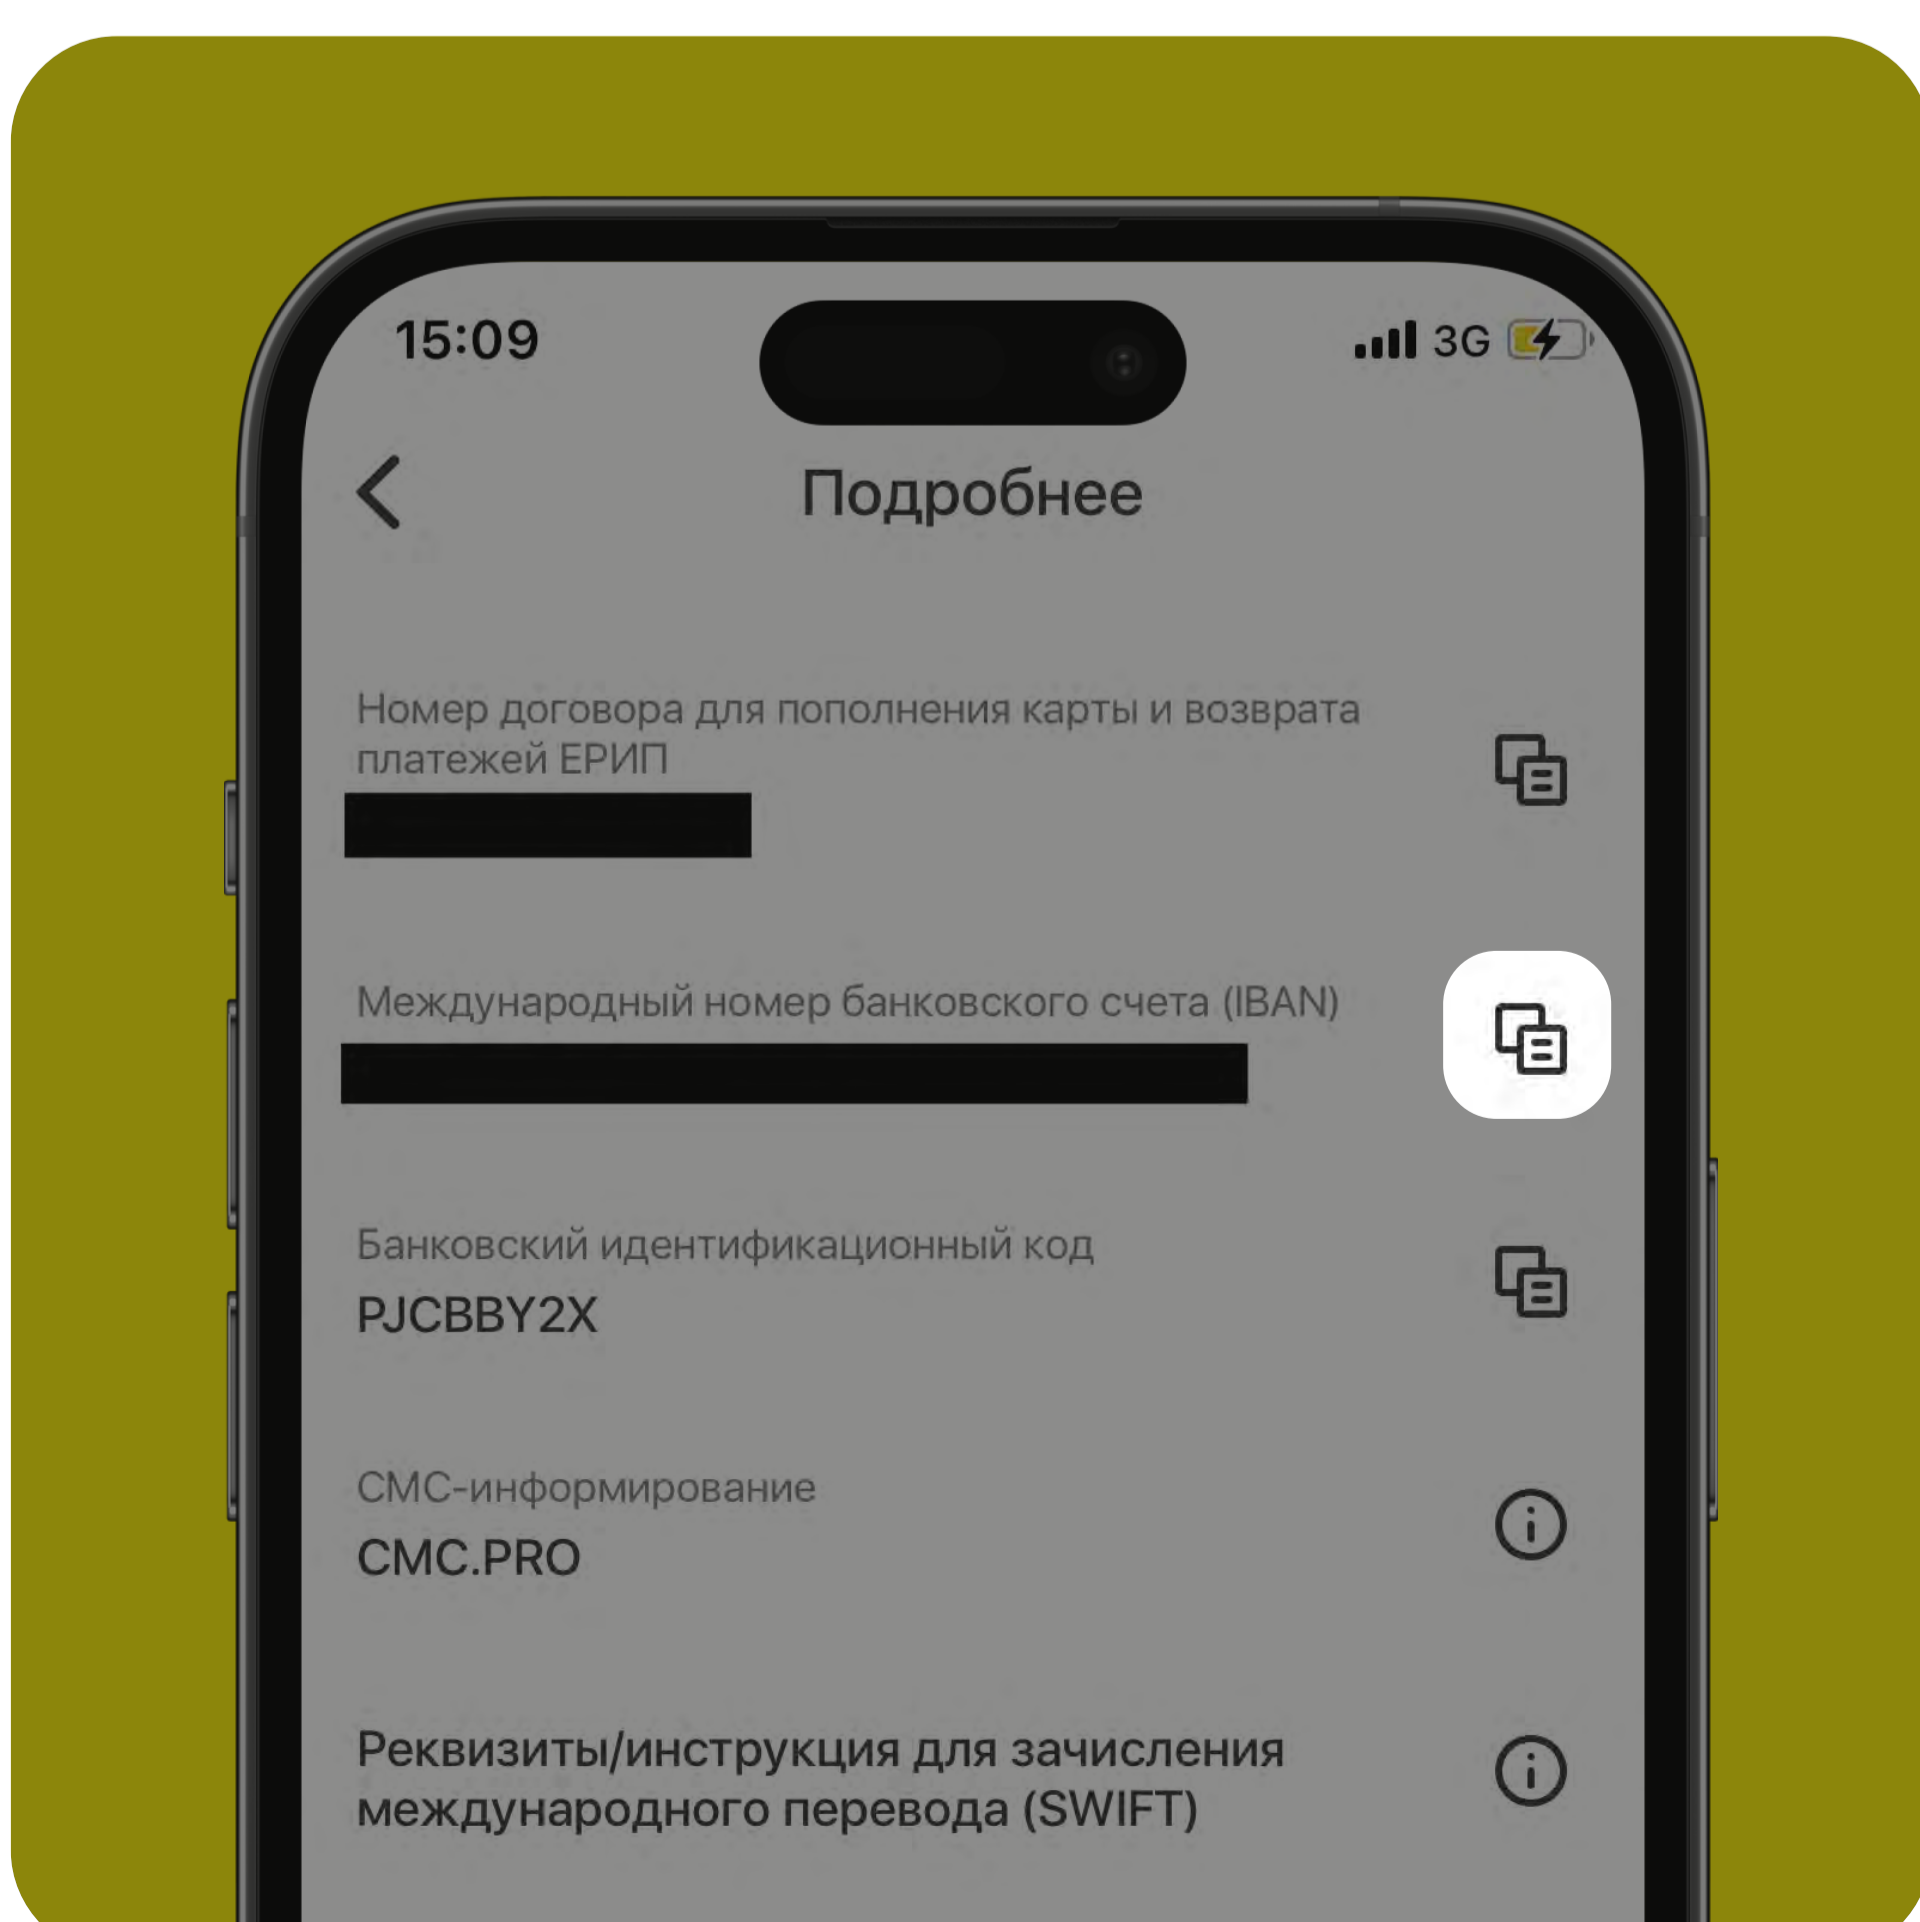 15:09
3G
Подробнее
Номер договора для пополнения карты и возврата
платежей ЕРИП
Международный номер банковского счета (IBAN)
Банковский идентификационный код
PJCBBY2X
СМС-информирование
СМС.PRO
Реквизиты/инструкция для зачисления
международного перевода (SWIFT)